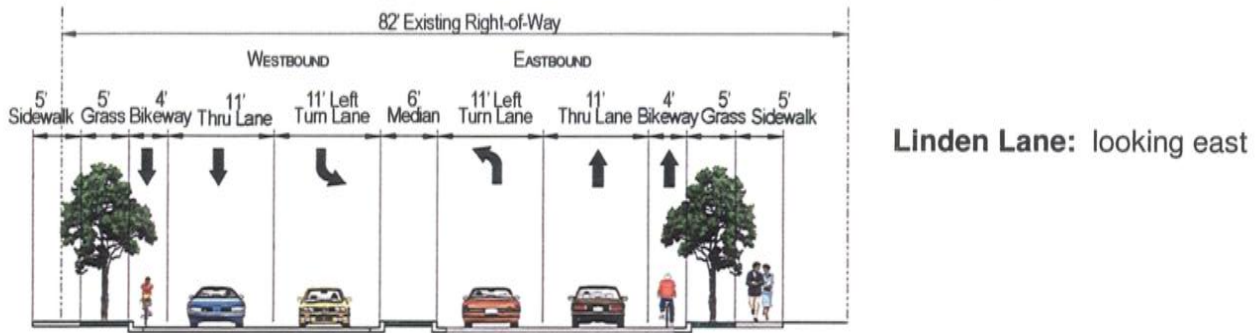 82' Existing Right-of-Way
WESTBOUND
EASTBOUND
5' Sidewalk
5' Grass
4' Bikeway
11' Thru Lane
11' Left Turn Lane
6' Median
11' Left Turn Lane
11' Thru Lane
4' Bikeway
5' Grass
5' Sidewalk
Linden Lane: looking east